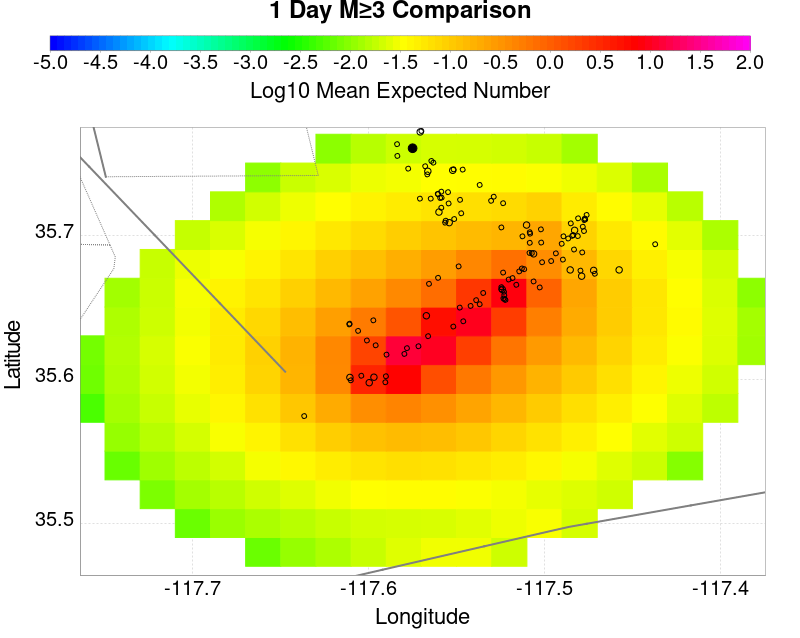 1 Day M≥3 Comparison
-5.0 -4.5 -4.0 -3.5 -3.0 -2.5 -2.0 -1.5 -1.0 -0.5 0.0 0.5 1.0 1.5 2.0
Log10 Mean Expected Number
35.7
35.6
35.5
Latitude
-117.7 -117.6 -117.5 -117.4
Longitude